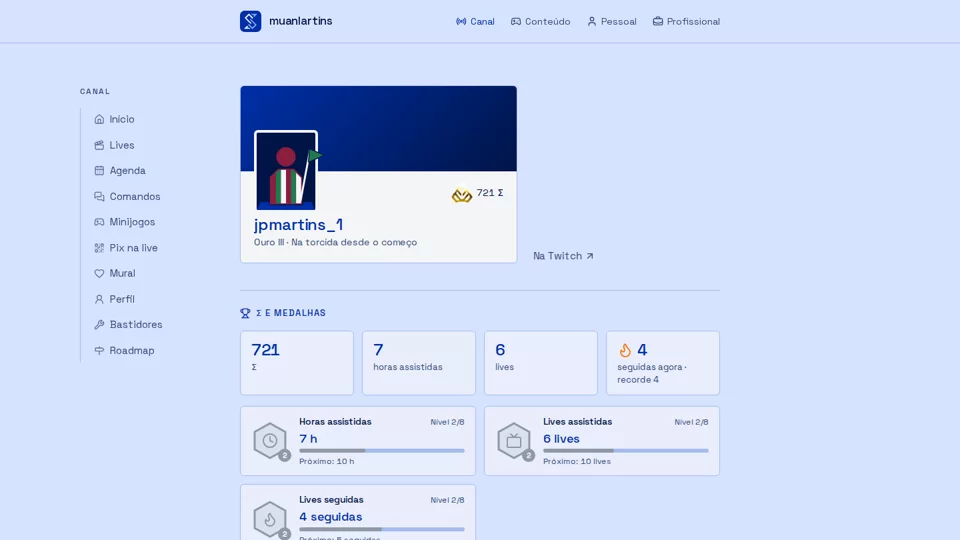 muanlartins
Canal
Conteúdo
Pessoal
Profissional
CANAL
Início
Lives
Agenda
Comandos
Minijogos
Pix na live
Mural
Perfil
Bastidores
Roadmap
721 Σ
jpmartins_1
Ouro III · Na torcida desde o começo
Na Twitch ↗
Σ E MEDALHAS
721
Σ
7
horas assistidas
6
lives
4
seguidas agora ·
recorde 4
Horas assistidas
Nível 2/8
7 h
2
Próximo: 10 h
Lives assistidas
Nível 2/8
6 lives
2
Próximo: 10 lives
Lives seguidas
Nível 2/8
4 seguidas
2
Próximo: 5 seguidas